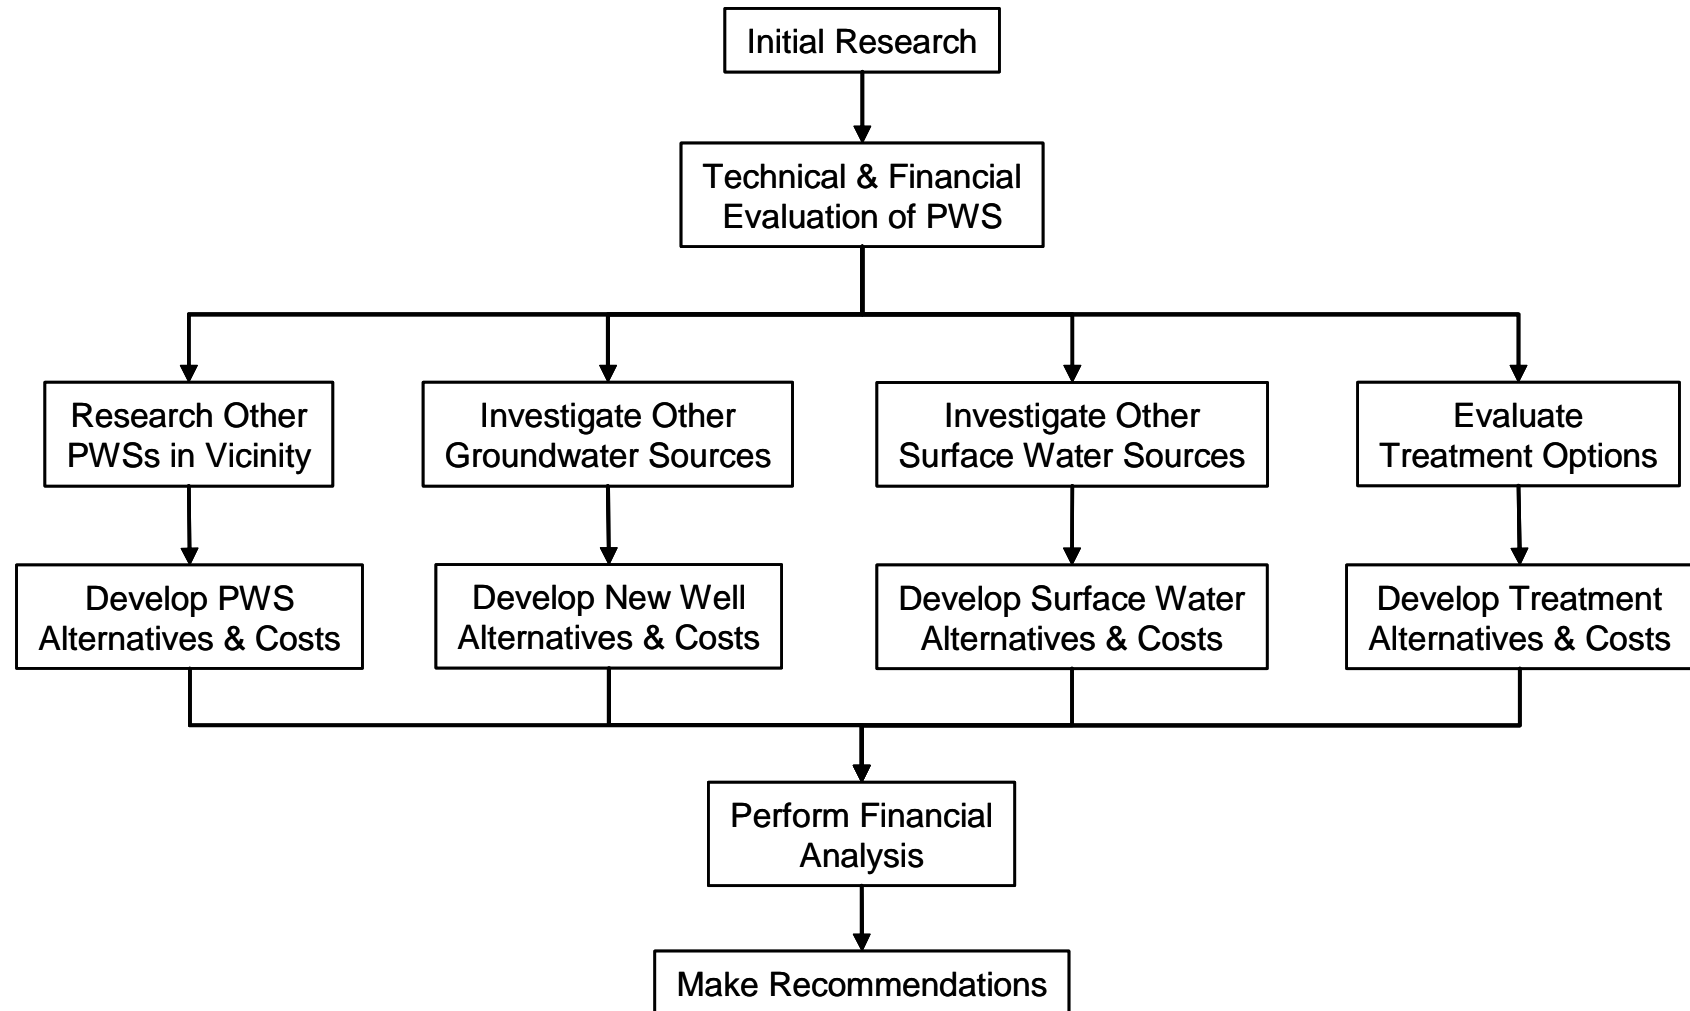 Initial Research
Technical & Financial
Evaluation of PWS
Research Other
PWSs in Vicinity
Investigate Other
Groundwater Sources
Investigate Other
Surface Water Sources
Evaluate
Treatment Options
Develop PWS
Alternatives & Costs
Develop New Well
Alternatives & Costs
Develop Surface Water
Alternatives & Costs
Develop Treatment
Alternatives & Costs
Perform Financial
Analysis
Make Recommendations